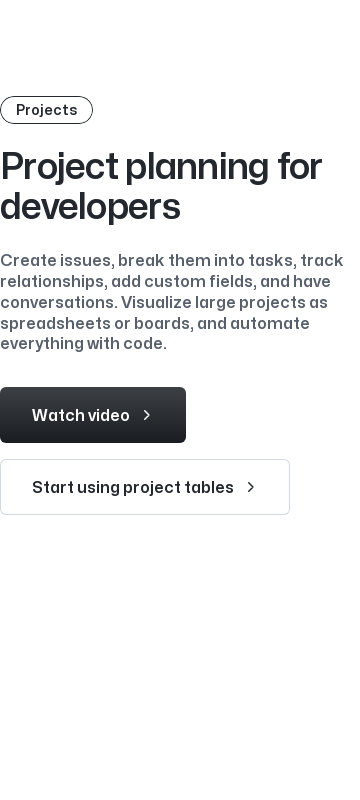 Projects
Project planning for
developers
Create issues, break them into tasks, track
relationships, add custom fields, and have
conversations. Visualize large projects as
spreadsheets or boards, and automate
everything with code.
Watch video
Start using project tables